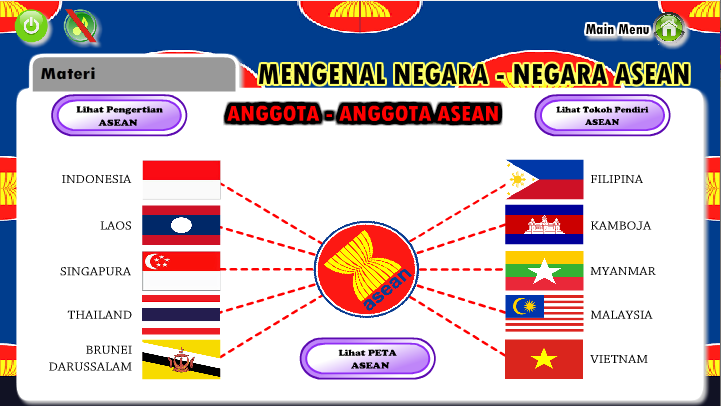 Main Menu
Materi
MENGENAL NEGARA - NEGARA ASEAN
Lihat Pengertian
ASEAN
ANGGOTA - ANGGOTA ASEAN
Lihat Tokoh Pendiri
ASEAN
INDONESIA
FILIPINA
LAOS
KAMBOJA
SINGAPURA
MYANMAR
asean
THAILAND
MALAYSIA
BRUNEI
DARUSSALAM
VIETNAM
Lihat PETA
ASEAN